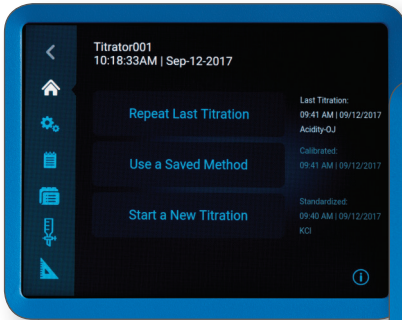 Titrator001
10:18:33AM | Sep-12-2017
Repeat Last Titration
Last Titration:
09:41 AM | 09/12/2017
Acidity-OJ
Use a Saved Method
Calibrated:
09:41 AM | 09/12/2017
Start a New Titration
Standardized:
09:40 AM | 09/12/2017
KCl